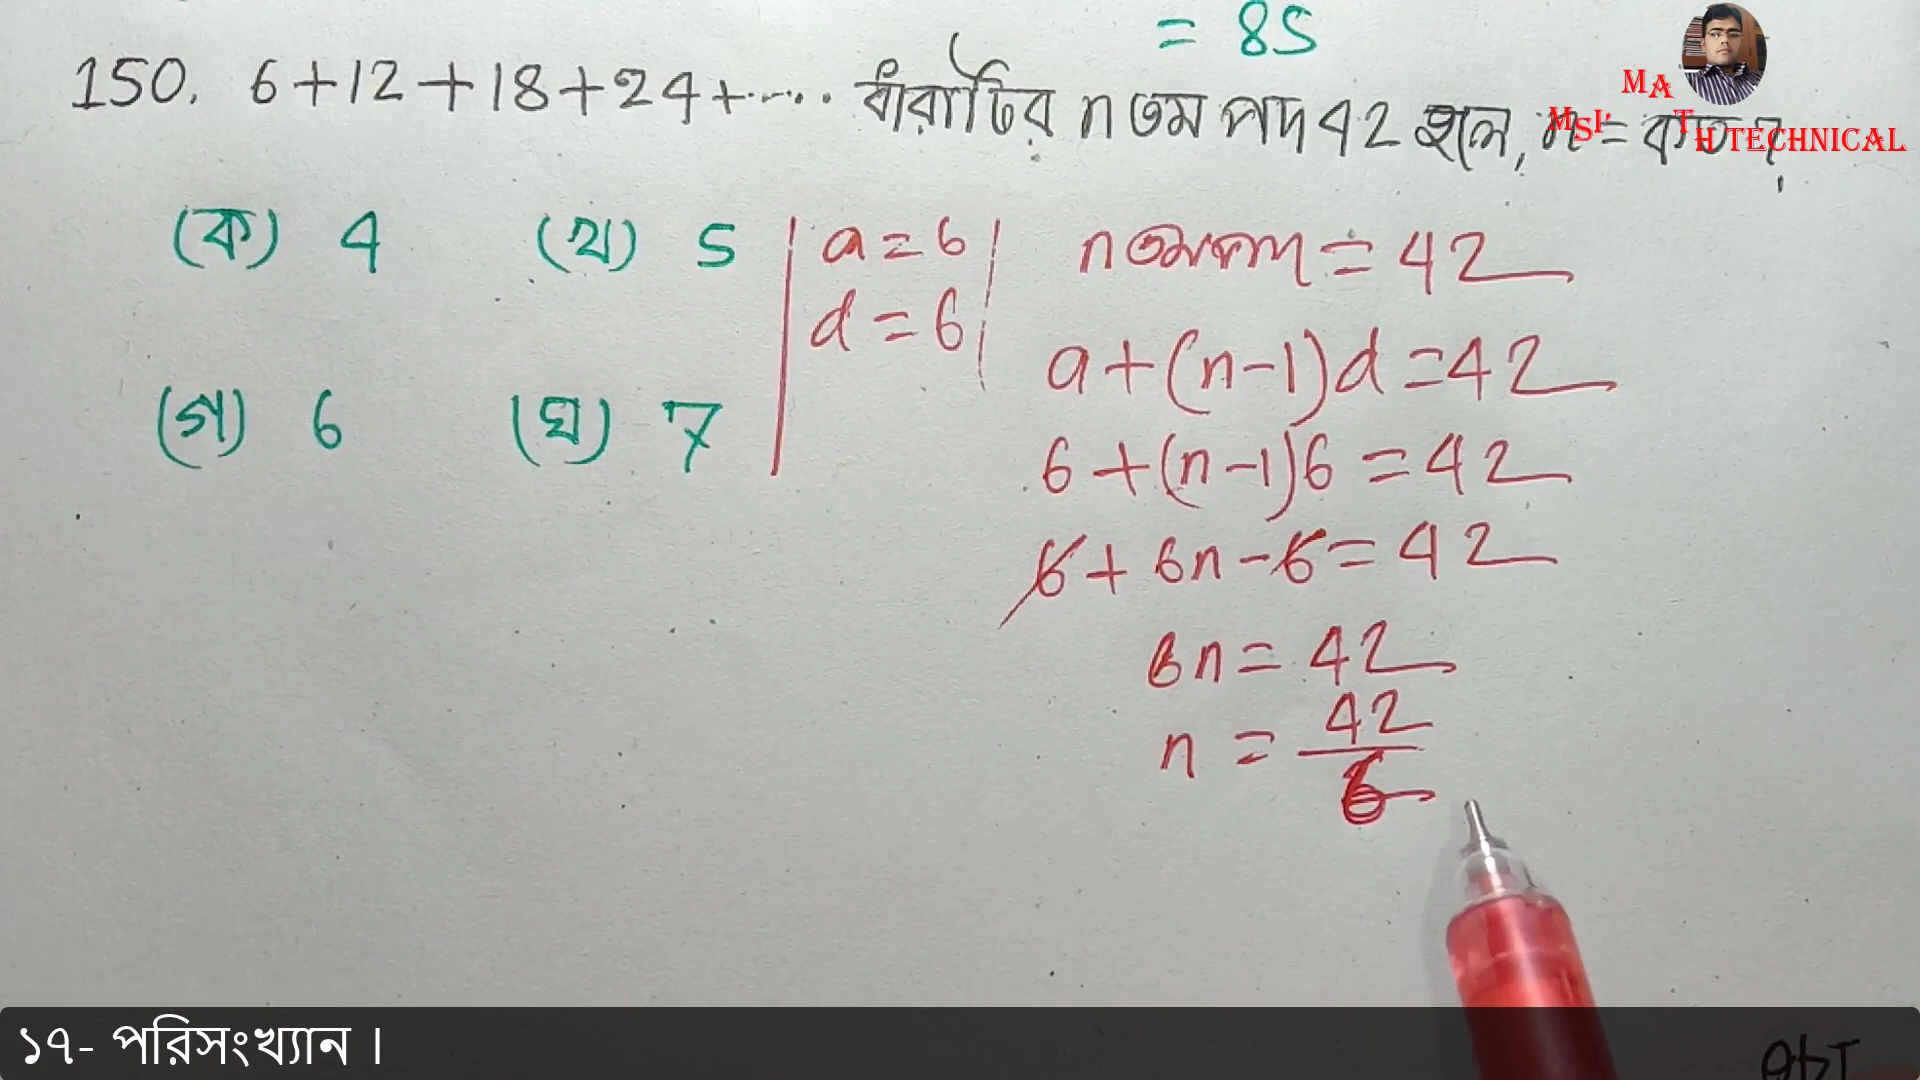 = 85
150. 6+12+18+24+..... ধারাটির n তম পদ 42 হলে, n = কত?
MSI' MATH TECHNICAL
(ক) 4 (খ) 5
(গ) 6 (ঘ) 7
a = 6
d = 6
n তম পদ = 42
a+(n-1)d = 42
6+(n-1)6 = 42
6+6n-6 = 42
6n = 42
n = 42/6
১৭- পরিসংখ্যান।